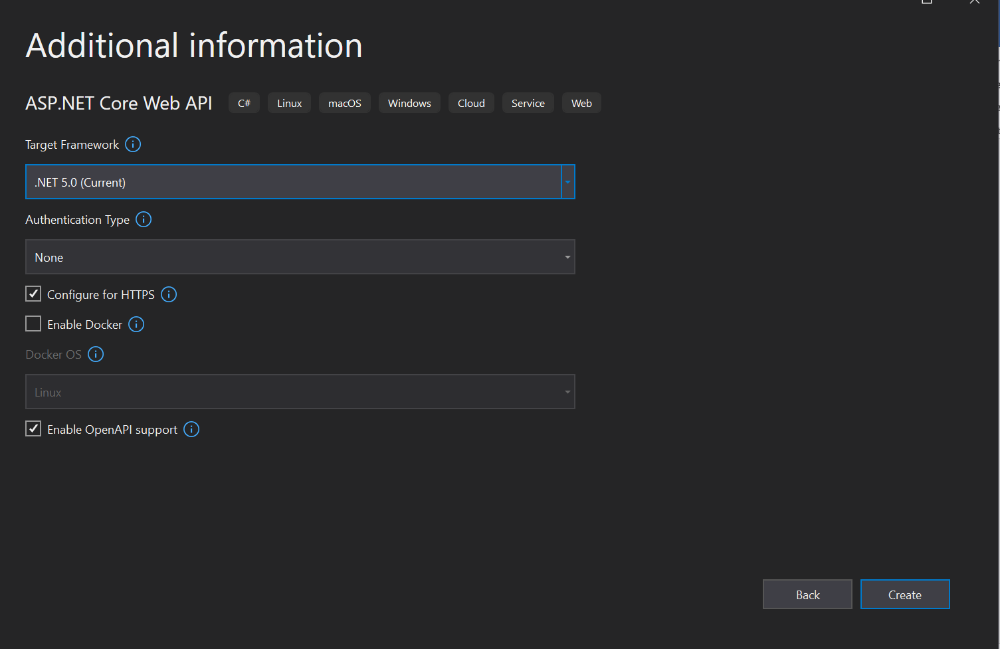 Additional information
ASP.NET Core Web API C# Linux macOS Windows Cloud Service Web
Target Framework
.NET 5.0 (Current)
Authentication Type
None
Configure for HTTPS
Enable Docker
Docker OS
Linux
Enable OpenAPI support
Back Create